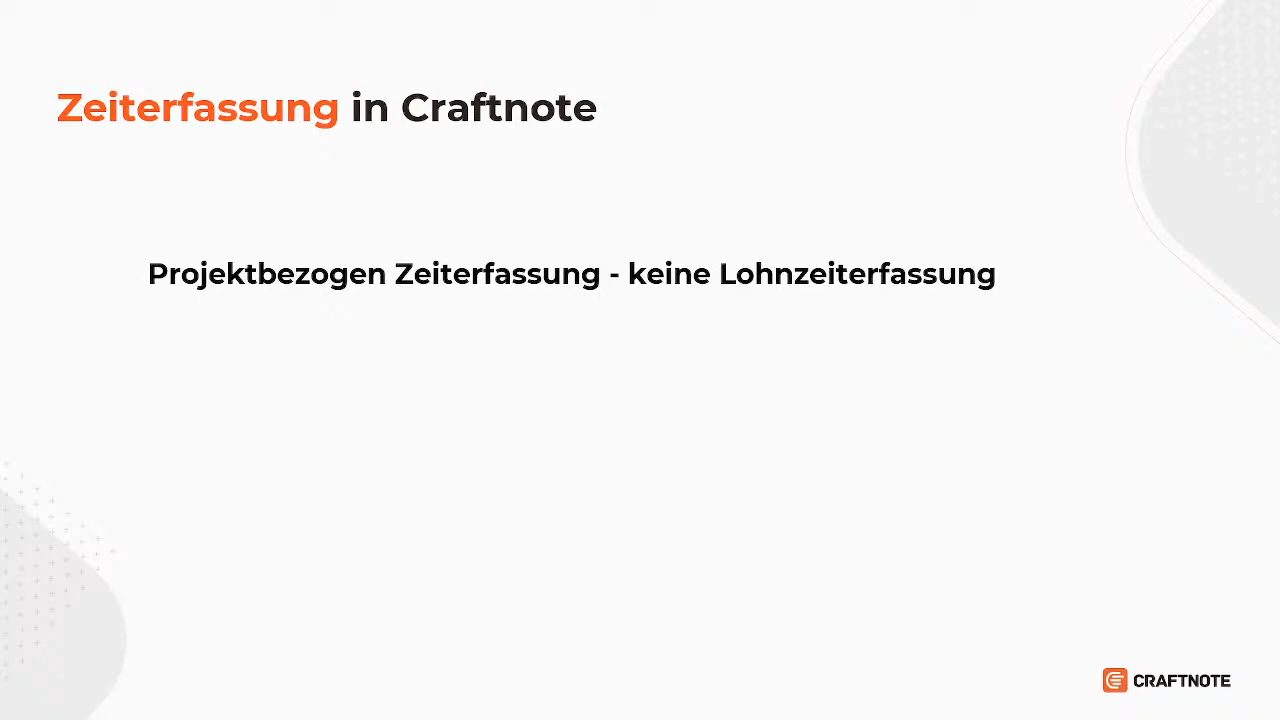 Zeiterfassung in Craftnote
Projektbezogen Zeiterfassung - keine Lohnzeiterfassung
CRAFTNOTE